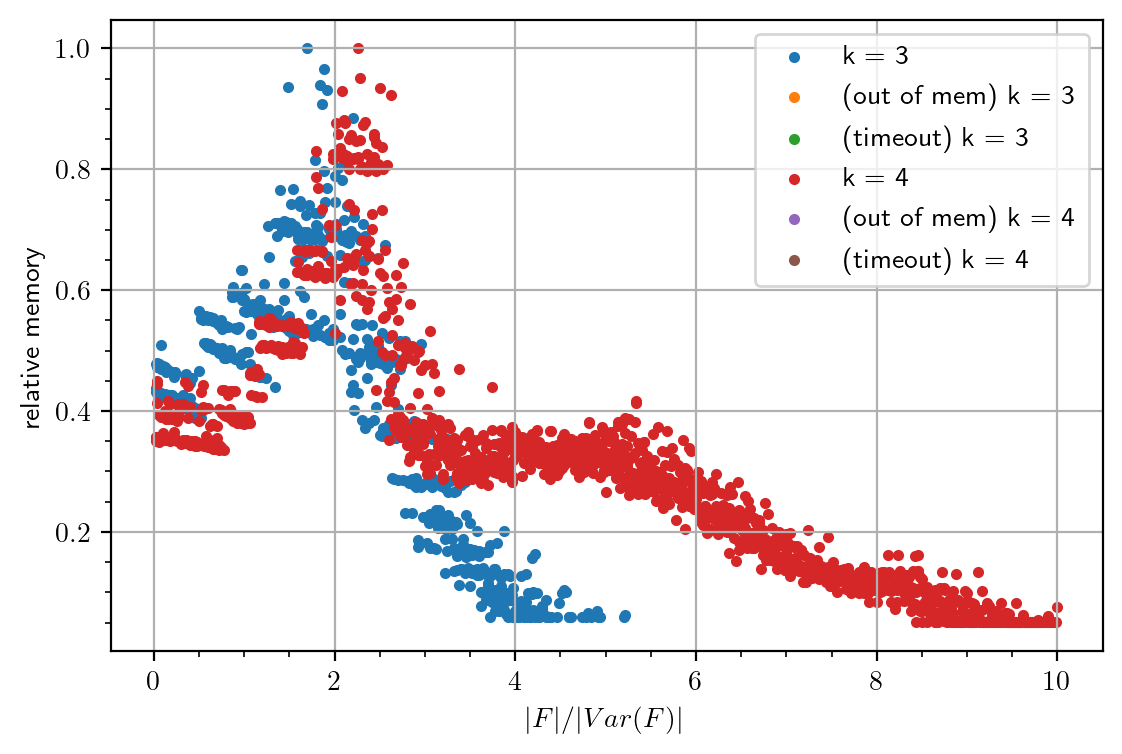 1.0
0.8
0.6
0.4
0.2
relative memory
0
2
4
6
8
10
|F|/|Var(F)|
k = 3
(out of mem) k = 3
(timeout) k = 3
k = 4
(out of mem) k = 4
(timeout) k = 4